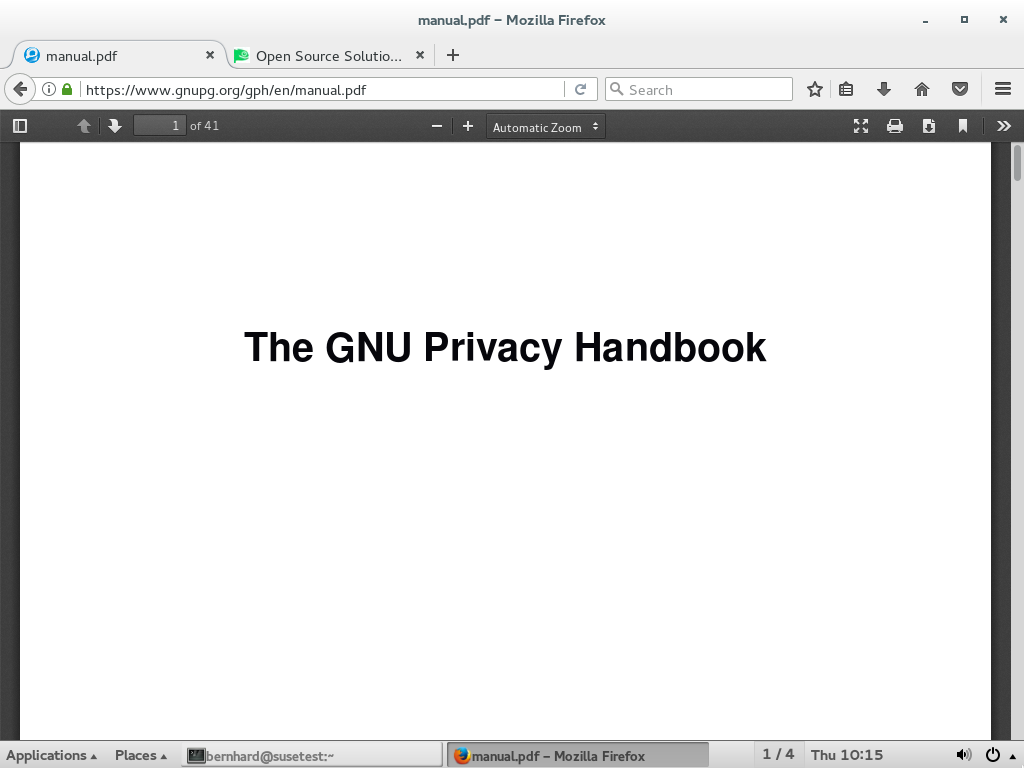 manual.pdf – Mozilla Firefox
manual.pdf
Open Source Solutio...
https://www.gnupg.org/gph/en/manual.pdf
Search
1 of 41
Automatic Zoom
The GNU Privacy Handbook
Applications
Places
bernhard@susetest:~
manual.pdf – Mozilla Firefox
1 / 4
Thu 10:15